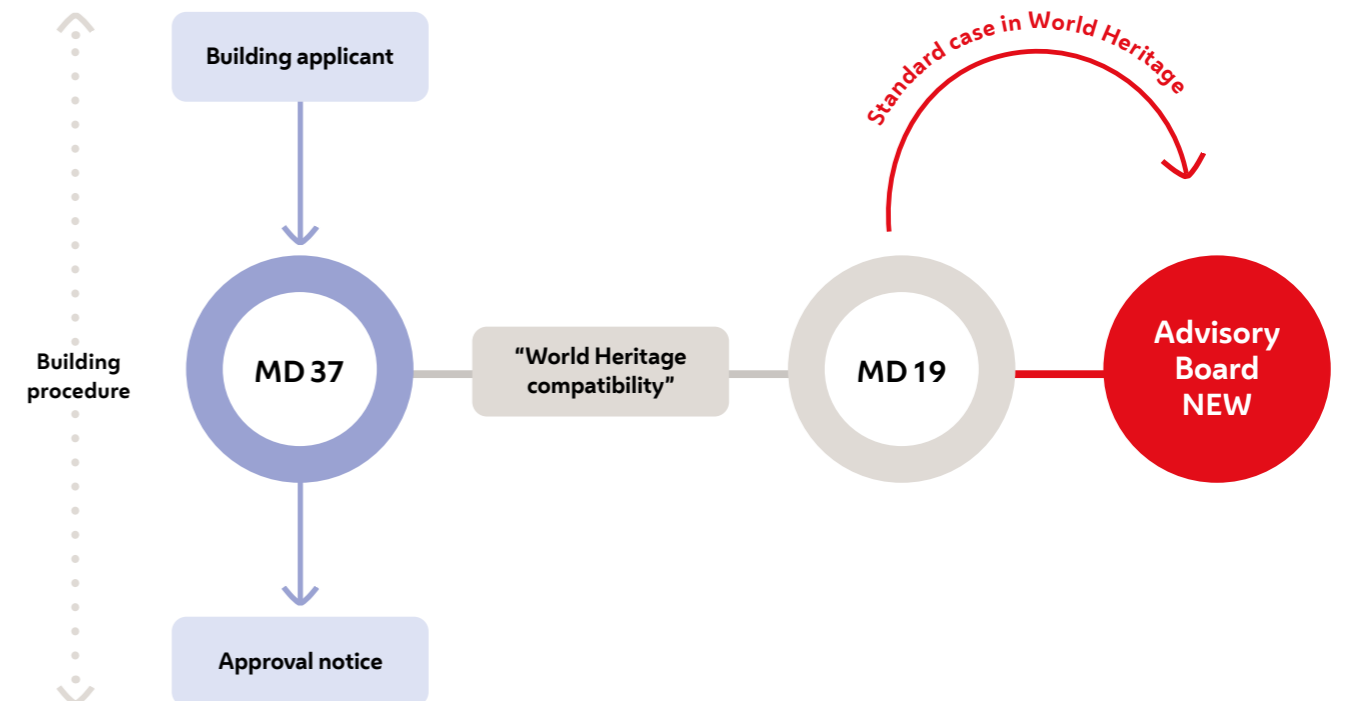 Building applicant
Standard case in World Heritage
Building
procedure
MD 37
“World Heritage
compatibility”
MD 19
Advisory
Board
NEW
Approval notice